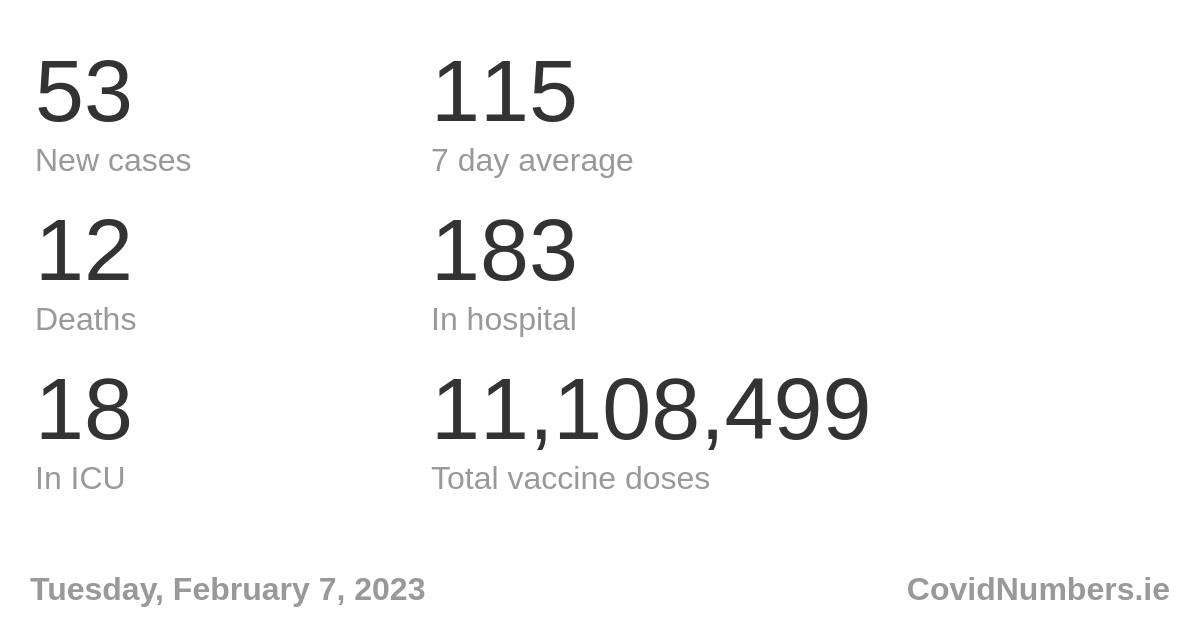 53
115
New cases
7 day average
12
183
Deaths
In hospital
18
11,108,499
In ICU
Total vaccine doses
Tuesday, February 7, 2023
CovidNumbers.ie